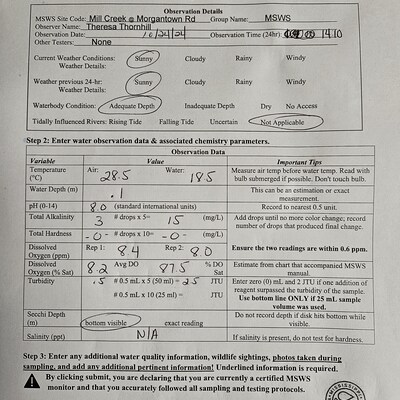 Observation Details
MSWS Site Code: Mill Creek @ Morgantown Rd Group Name: MSWS
Observer Name: Theresa Thornhill
Observation Date: 10/24/24 Observation Time (24hr): 1410
Other Testers: None
Current Weather Conditions: Sunny Cloudy Rainy Windy
Weather Details:
Weather previous 24-hr: Sunny Cloudy Rainy Windy
Weather Details:
Waterbody Condition: Adequate Depth Inadequate Depth Dry No Access
Tidally Influenced Rivers: Rising Tide Falling Tide Uncertain Not Applicable
Step 2: Enter water observation data & associated chemistry parameters.
Observation Data
Variable Value Important Tips
Temperature (°C) Air: 28.5 Water: 18.5 Measure air temp before water temp. Read with bulb submerged if possible. Don't touch bulb.
Water Depth (m) .1 This can be an estimation or exact measurement.
pH (0-14) 8.0 (standard international units) Record to nearest 0.5 unit.
Total Alkalinity 3 # drops x 5= 15 (mg/L) Add drops until no more color change; record number of drops that produced final change.
Total Hardness -0- # drops x 10= -0- (mg/L)
Dissolved Oxygen (ppm) Rep 1: 8.4 Rep 2: 8.0 Ensure the two readings are within 0.6 ppm.
Dissolved Oxygen (% Sat) 8.2 Avg DO 87.5 % DO Sat Estimate from chart that accompanied MSWS manual.
Turbidity .5 # 0.5 mL x 5 (50 ml) = 2.5 JTU
# 0.5 mL x 10 (25 ml) = JTU Enter zero (0) mL and 2 JTU if one addition of reagent surpassed the turbidity of the sample. Use bottom line ONLY if 25 mL sample volume was used.
Secchi Depth (m) bottom visible exact reading Do not record depth if disk hits bottom while visible.
Salinity (ppt) N/A If salinity is present, do not test for hardness.
Step 3: Enter any additional water quality information, wildlife sightings, photos taken during
sampling, and add any additional pertinent information! Underlined information is required.
By clicking submit, you are declaring that you are currently a certified MSWS
monitor and that you accurately followed all sampling and testing protocols.